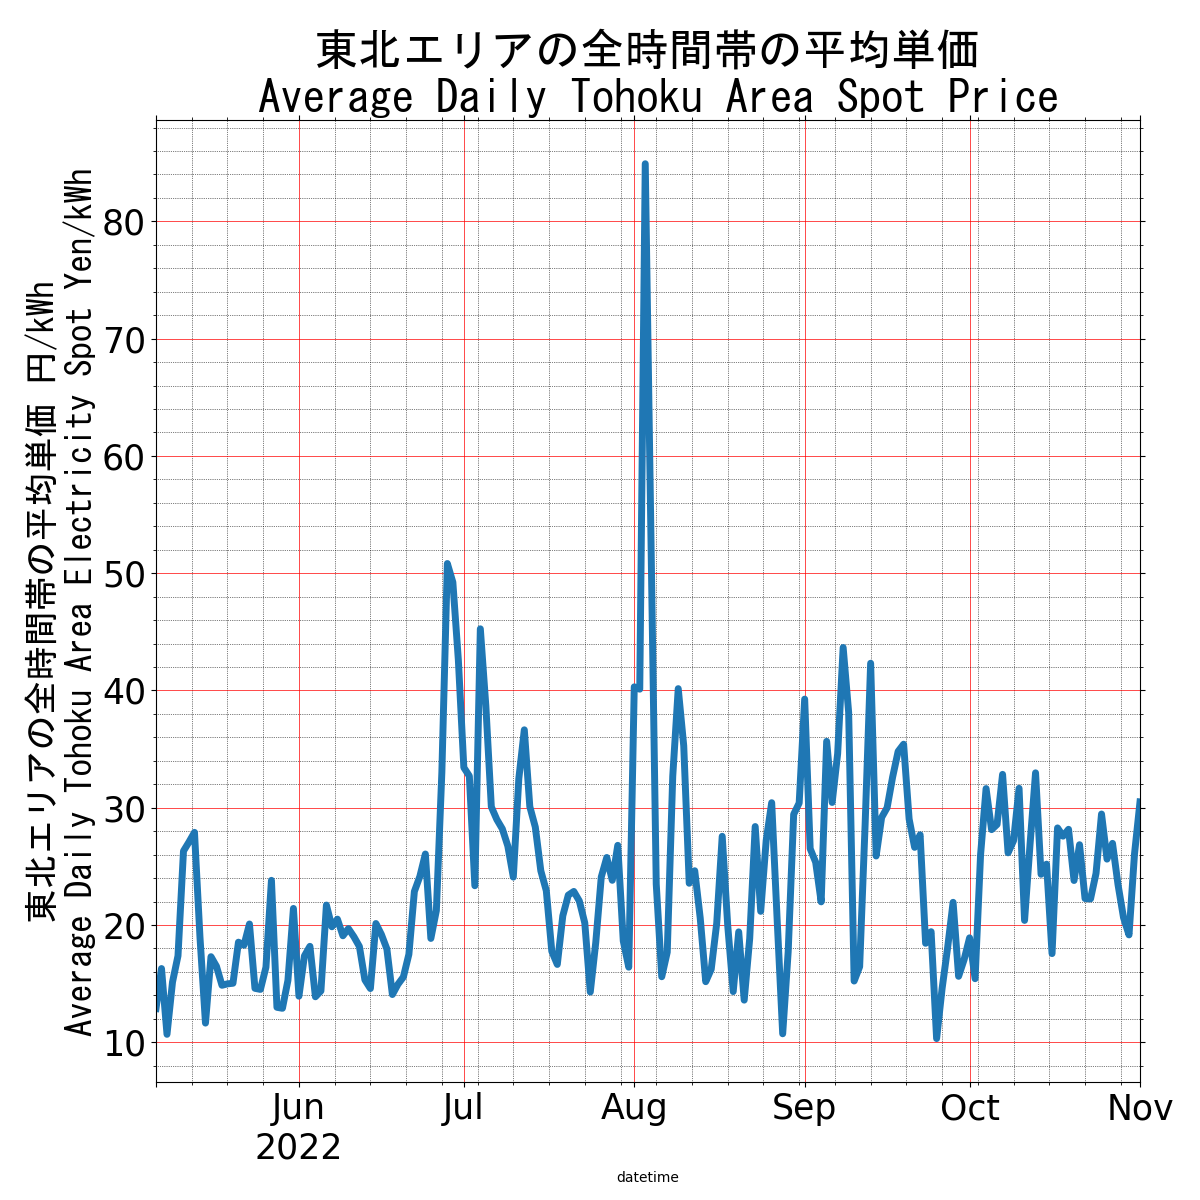 東北エリアの全時間帯の平均単価
Average Daily Tohoku Area Spot Price
東北エリアの全時間帯の平均単価 円/kWh
Average Daily Tohoku Area Electricity Spot Yen/kWh
80
70
60
50
40
30
20
10
Jun
2022
Jul
Aug
Sep
Oct
Nov
datetime